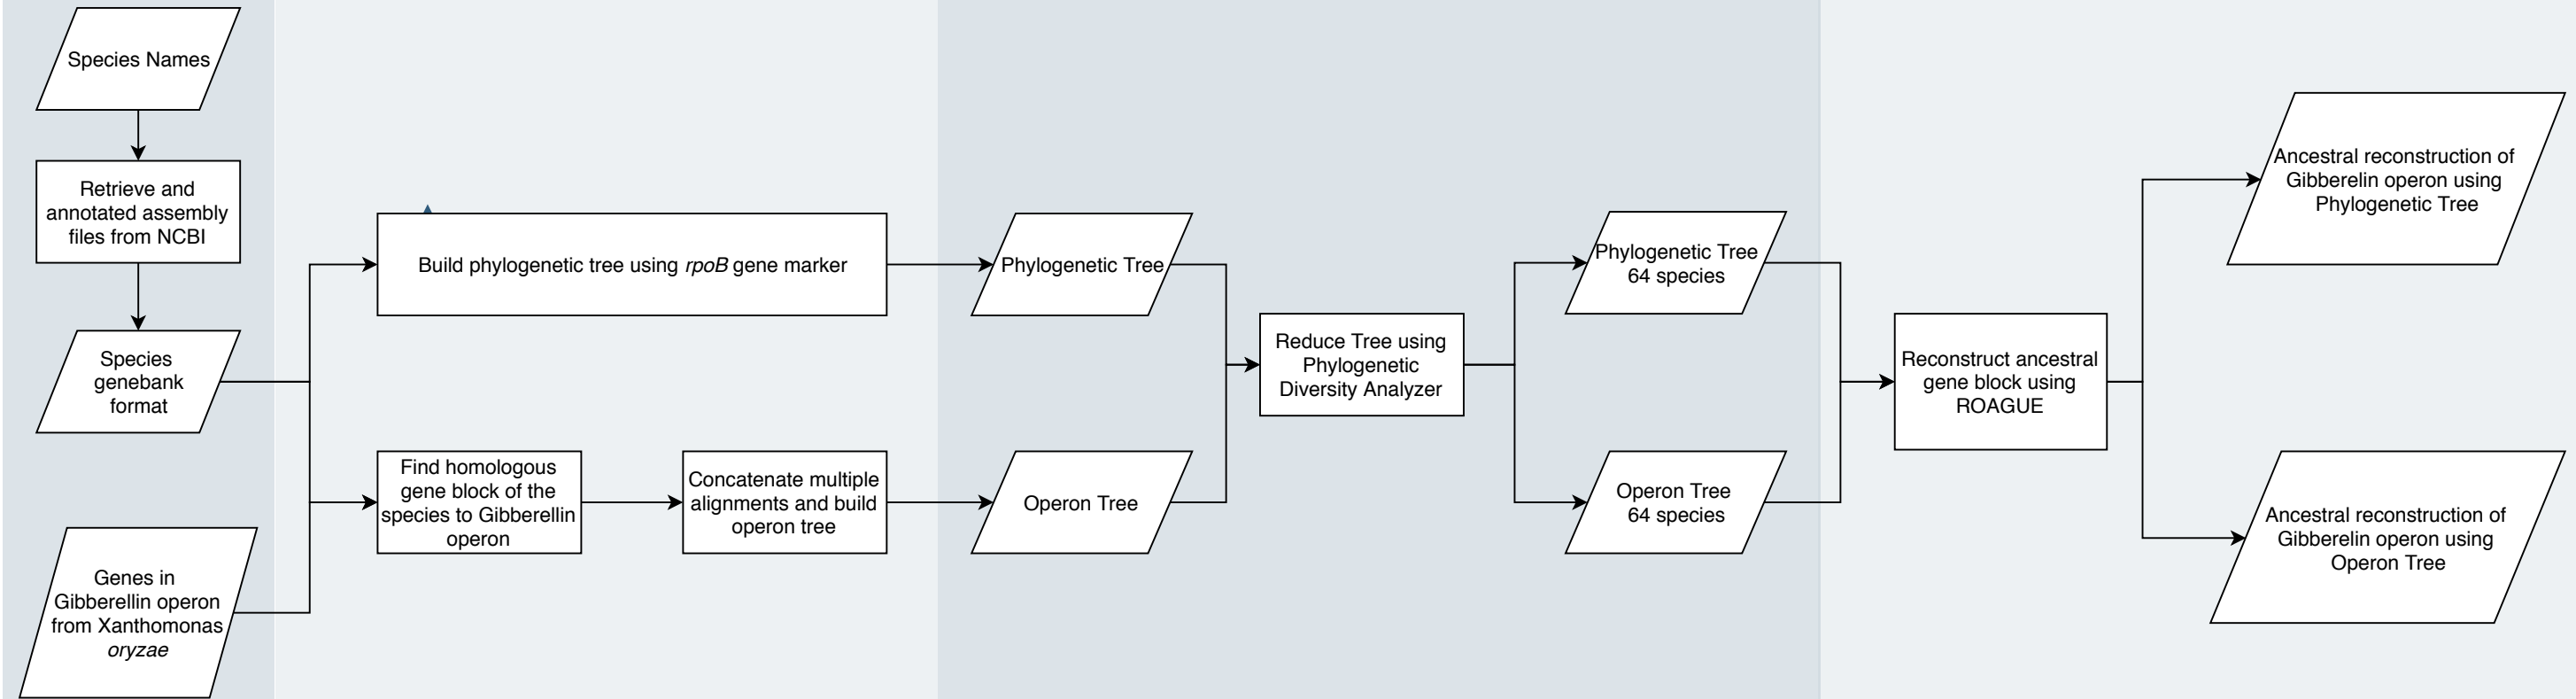 Species Names
Retrieve and
annotated assembly
files from NCBI
Species
genebank
format
Genes in
Gibberellin operon
from Xanthomonas
oryzae
Build phylogenetic tree using rpoB gene marker
Find homologous
gene block of the
species to Gibberellin
operon
Concatenate multiple
alignments and build
operon tree
Phylogenetic Tree
Operon Tree
Reduce Tree using
Phylogenetic
Diversity Analyzer
Phylogenetic Tree
64 species
Operon Tree
64 species
Reconstruct ancestral
gene block using
ROAGUE
Ancestral reconstruction of
Gibberelin operon using
Phylogenetic Tree
Ancestral reconstruction of
Gibberelin operon using
Operon Tree